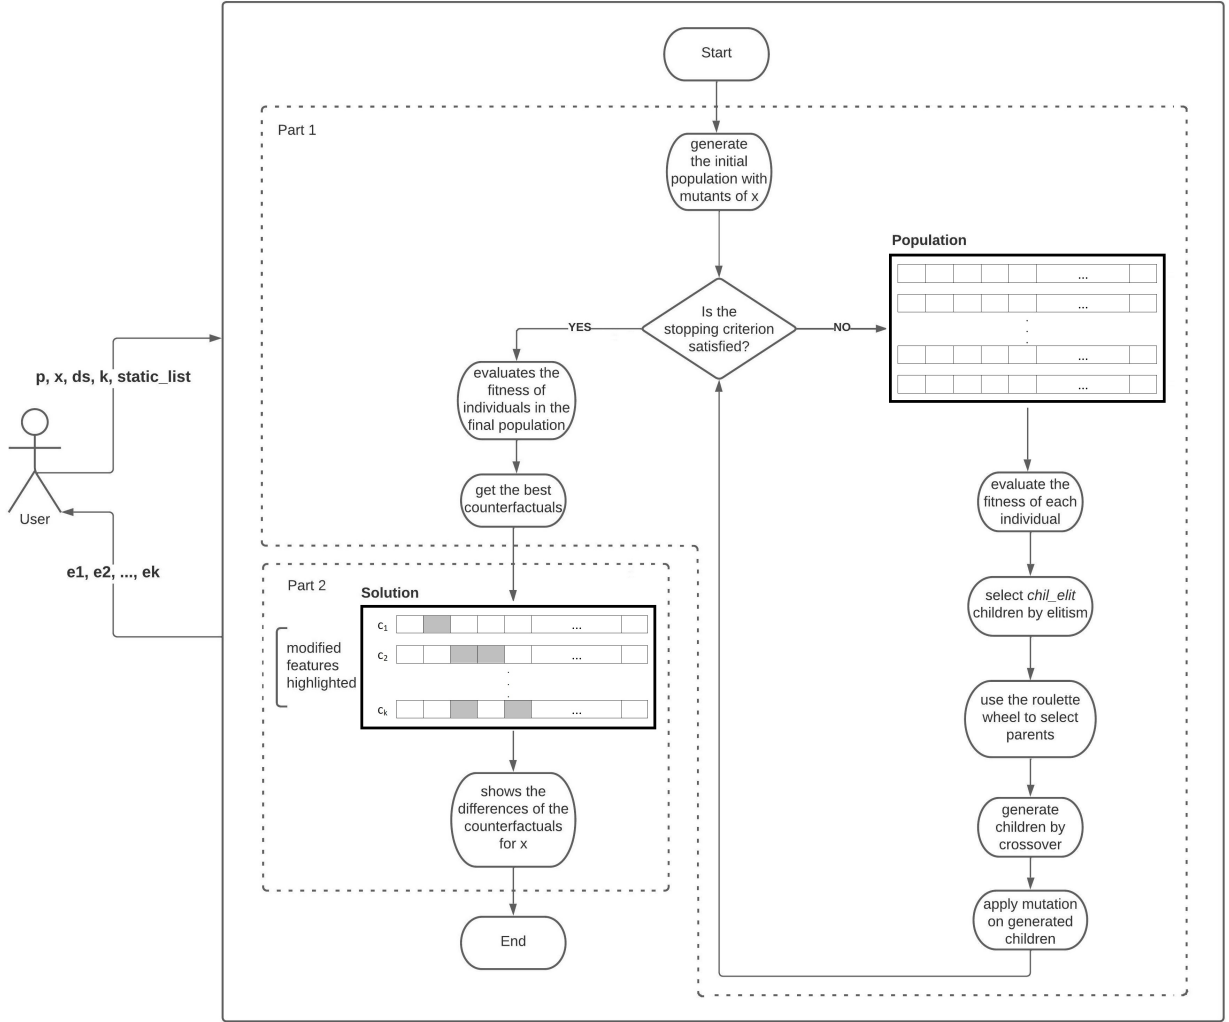 Start
Part 1
generate
the initial
population with
mutants of x
Population
...
...
.
.
.
...
...
Is the
stopping criterion
satisfied?
YES
NO
evaluates the
fitness of
individuals in the
final population
get the best
counterfactuals
p, x, ds, k, static_list
User
e1, e2, ..., ek
evaluate the
fitness of each
individual
select chil_elit
children by elitism
use the roulette
wheel to select
parents
generate
children by
crossover
apply mutation
on generated
children
Part 2
Solution
modified
features
highlighted
c₁ ...
c₂ ...
.
.
.
cₖ ...
shows the
differences of the
counterfactuals
for x
End